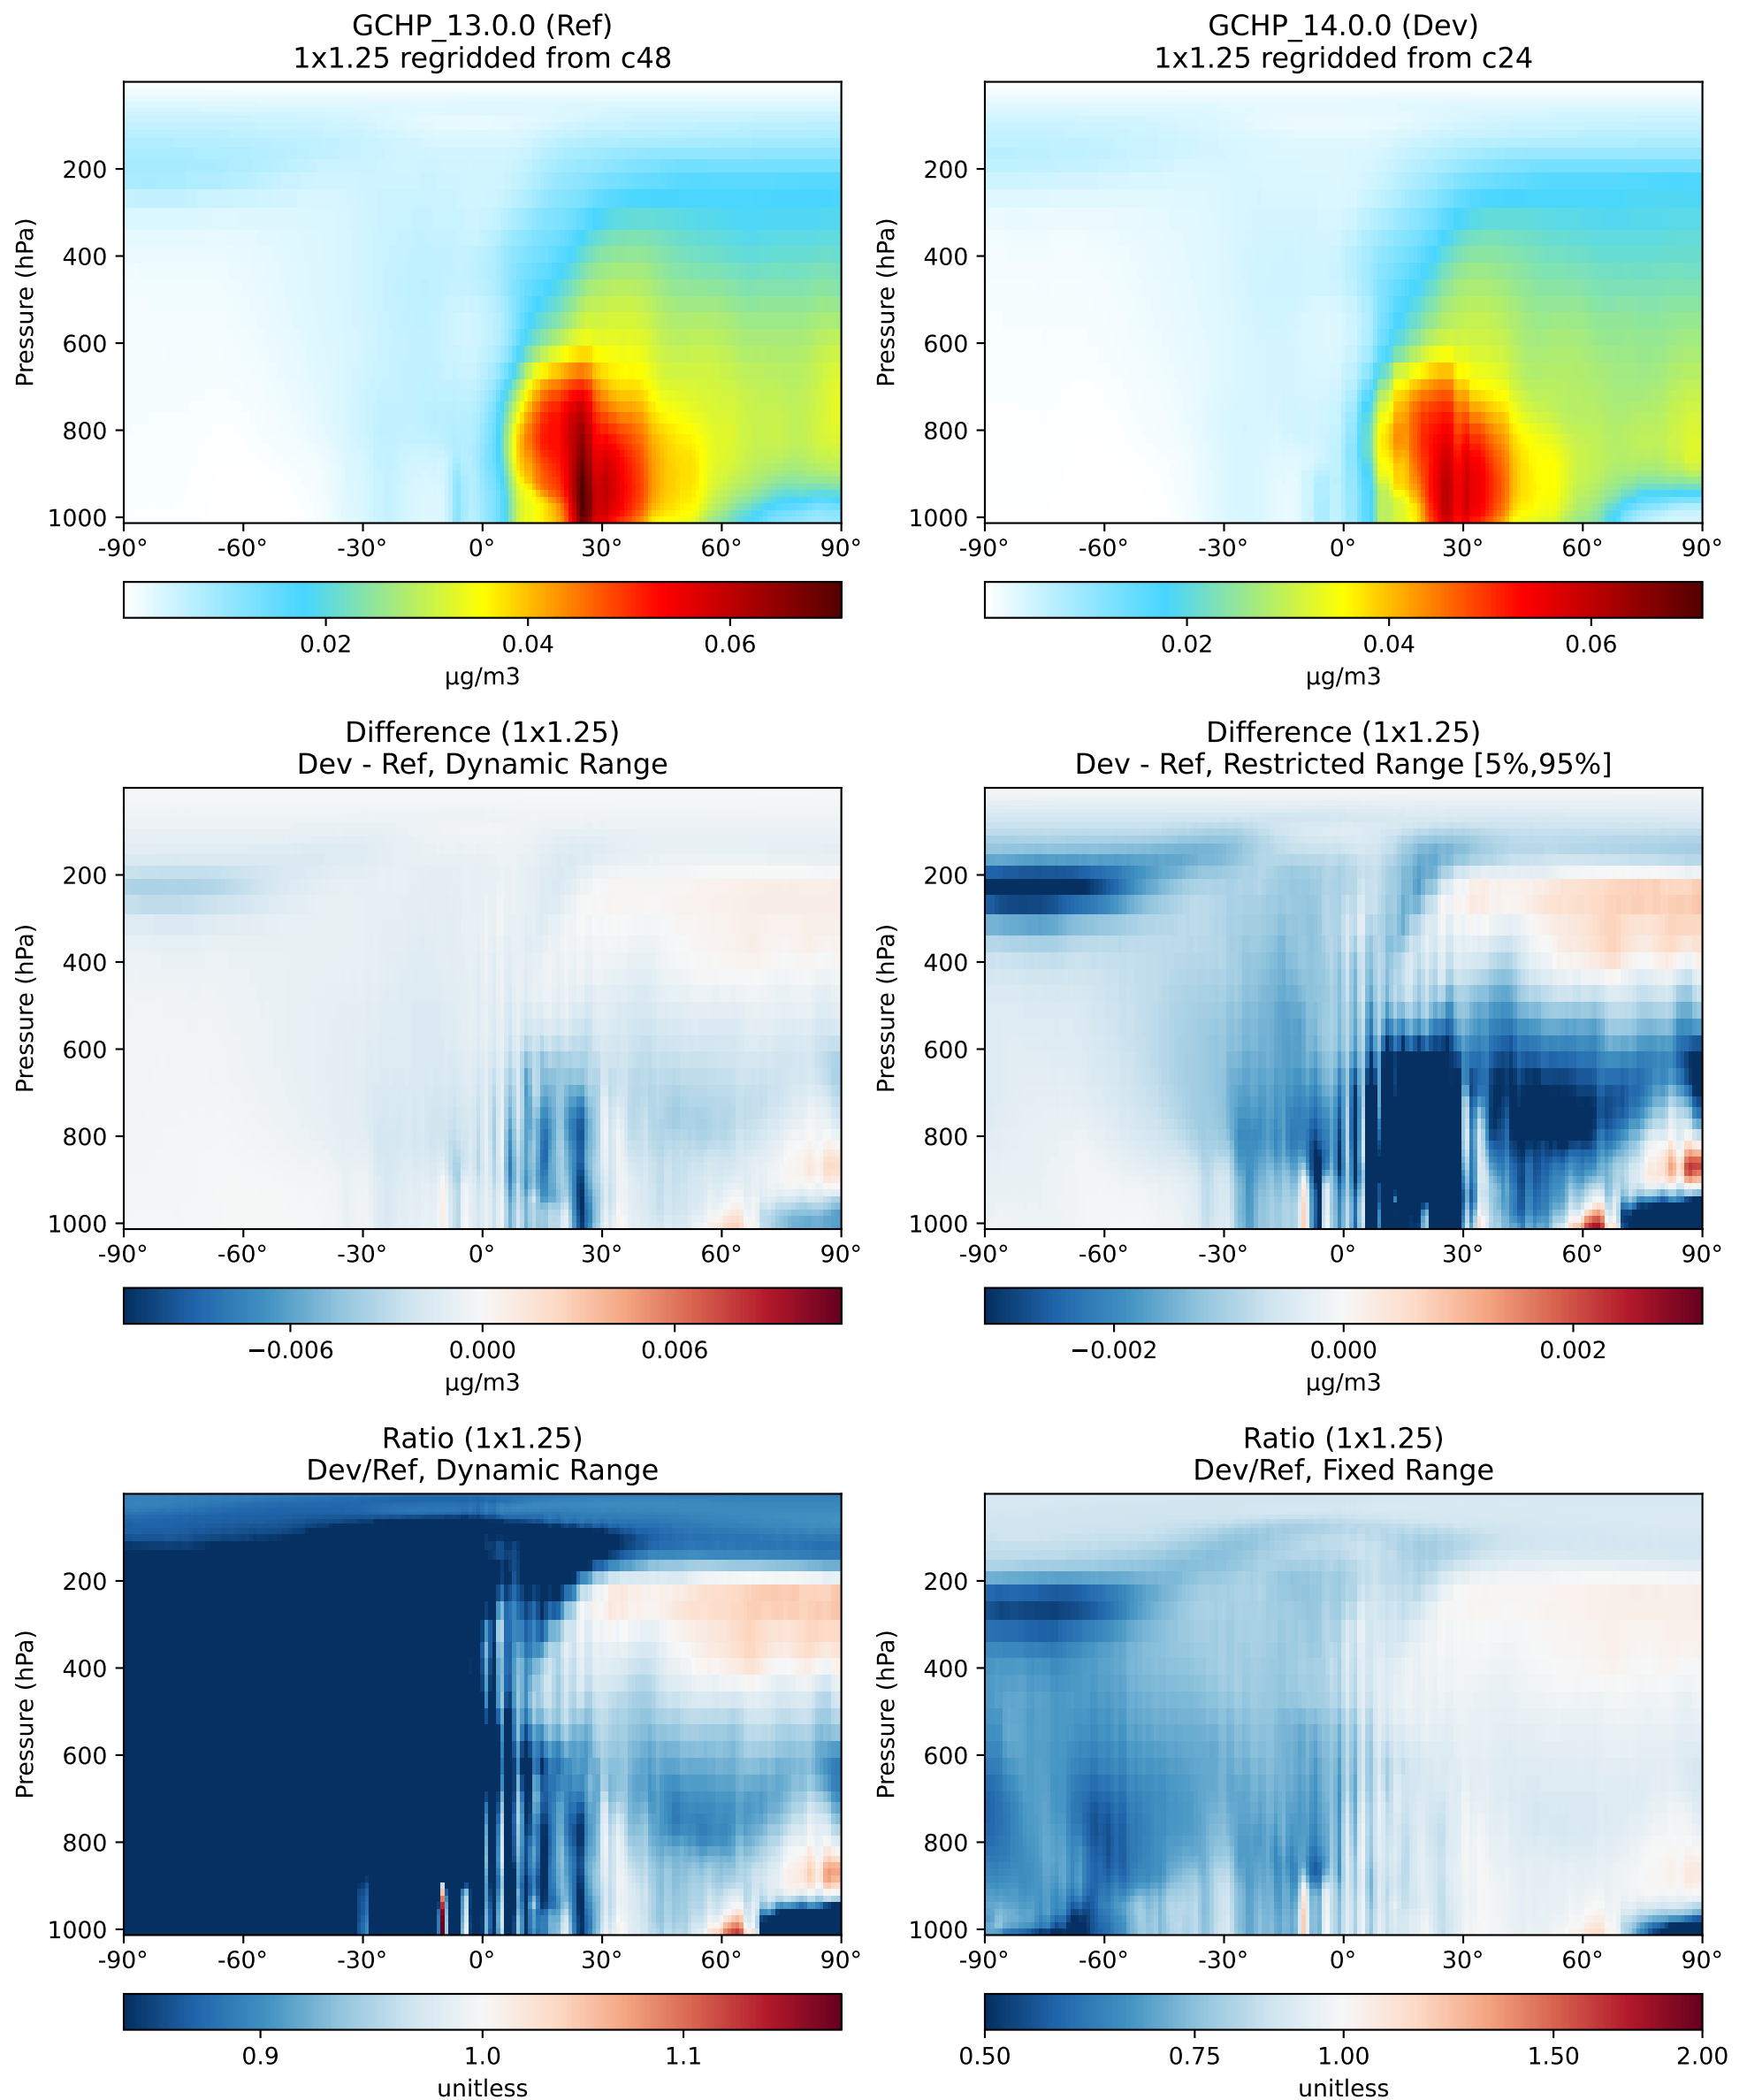 GCHP_13.0.0 (Ref)
1x1.25 regridded from c48
Pressure (hPa)
200
400
600
800
1000
-90° -60° -30° 0° 30° 60° 90°
0.02 0.04 0.06
µg/m3
GCHP_14.0.0 (Dev)
1x1.25 regridded from c24
Pressure (hPa)
200
400
600
800
1000
-90° -60° -30° 0° 30° 60° 90°
0.02 0.04 0.06
µg/m3
Difference (1x1.25)
Dev - Ref, Dynamic Range
Pressure (hPa)
200
400
600
800
1000
-90° -60° -30° 0° 30° 60° 90°
−0.006 0.000 0.006
µg/m3
Difference (1x1.25)
Dev - Ref, Restricted Range [5%,95%]
Pressure (hPa)
200
400
600
800
1000
-90° -60° -30° 0° 30° 60° 90°
−0.002 0.000 0.002
µg/m3
Ratio (1x1.25)
Dev/Ref, Dynamic Range
Pressure (hPa)
200
400
600
800
1000
-90° -60° -30° 0° 30° 60° 90°
0.9 1.0 1.1
unitless
Ratio (1x1.25)
Dev/Ref, Fixed Range
Pressure (hPa)
200
400
600
800
1000
-90° -60° -30° 0° 30° 60° 90°
0.50 0.75 1.00 1.50 2.00
unitless